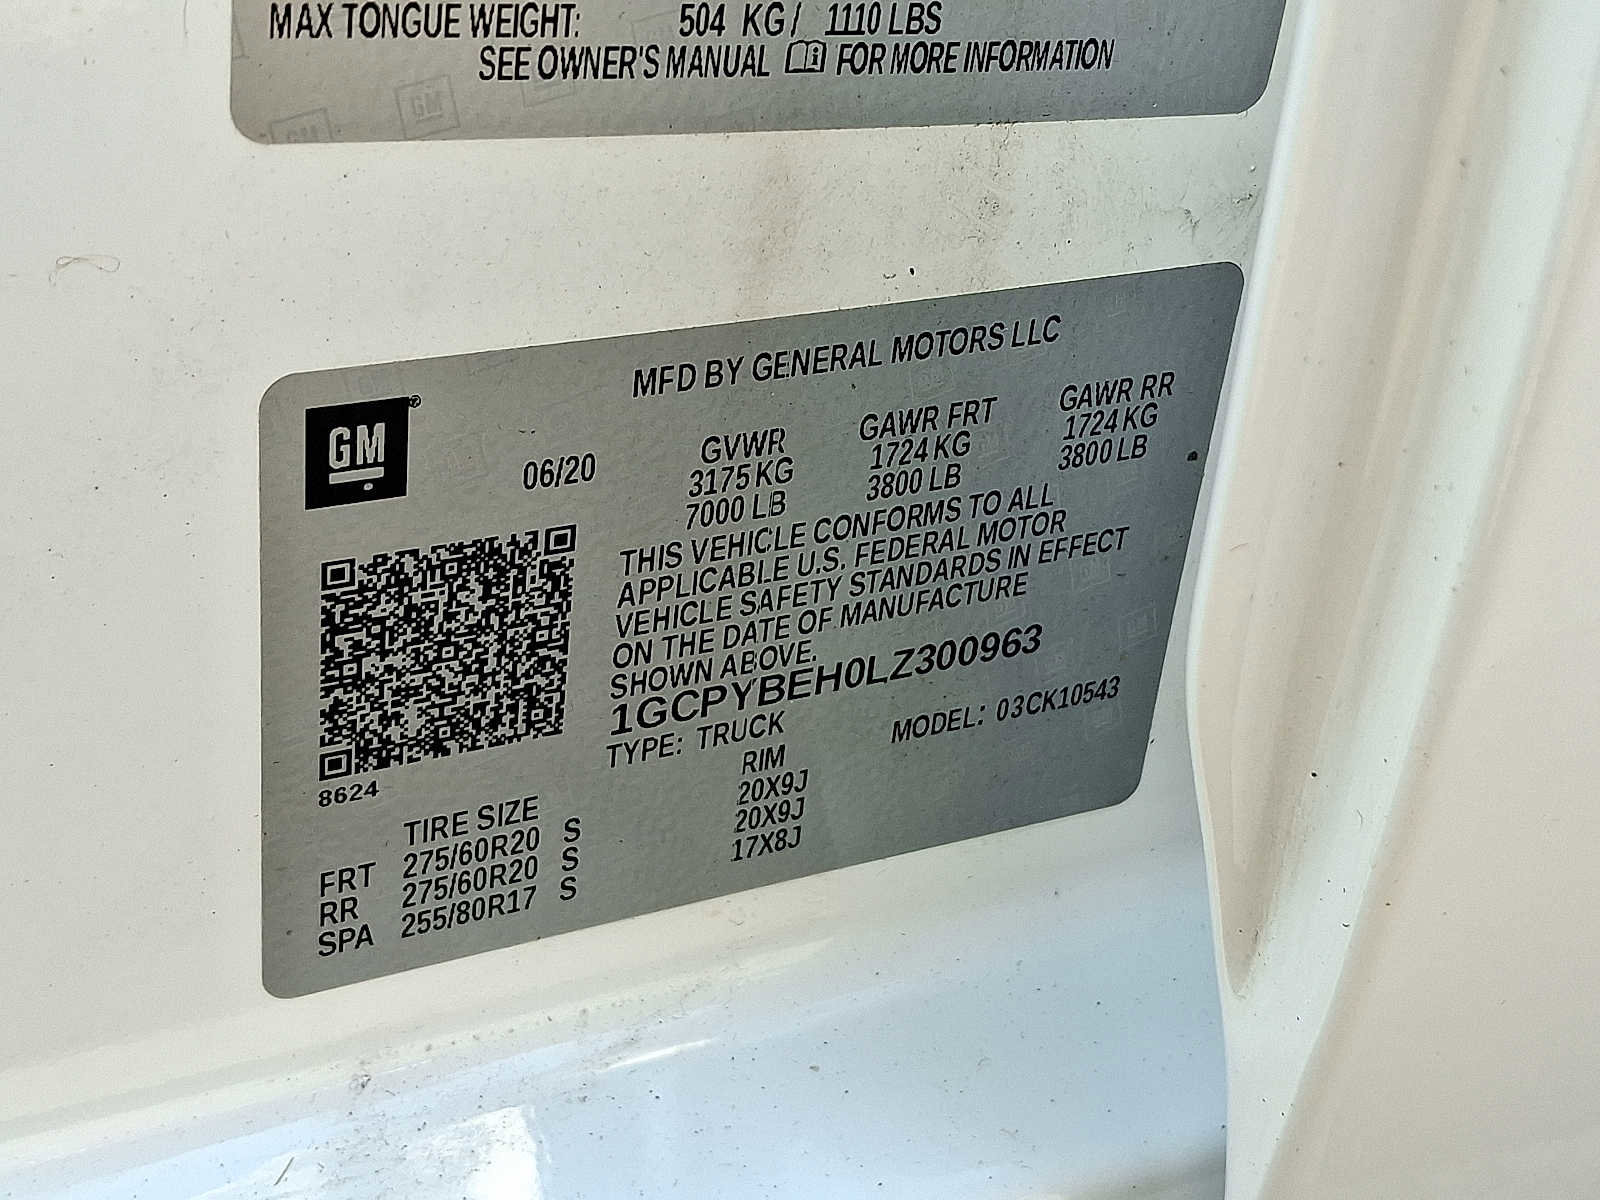 MAX TONGUE WEIGHT: 504 KG / 1110 LBS
SEE OWNER'S MANUAL FOR MORE INFORMATION
MFD BY GENERAL MOTORS LLC
GM
06/20
GVWR GAWR FRT GAWR RR
3175 KG 1724 KG 1724 KG
7000 LB 3800 LB 3800 LB
THIS VEHICLE CONFORMS TO ALL
APPLICABLE U.S. FEDERAL MOTOR
VEHICLE SAFETY STANDARDS IN EFFECT
ON THE DATE OF MANUFACTURE
SHOWN ABOVE.
1GCPYBEH0LZ300963
TYPE: TRUCK MODEL: 03CK10543
8624
TIRE SIZE RIM
FRT 275/60R20 S 20X9J
RR 275/60R20 S 20X9J
SPA 255/80R17 S 17X8J